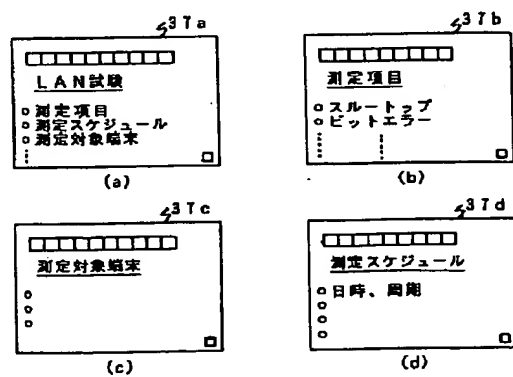 37a
LAN試験
測定項目
測定スケジュール
測定対象端末
(a)
37b
測定項目
スルートップ
ビットエラー
(b)
37c
測定対象端末
(c)
37d
測定スケジュール
日時、周期
(d)